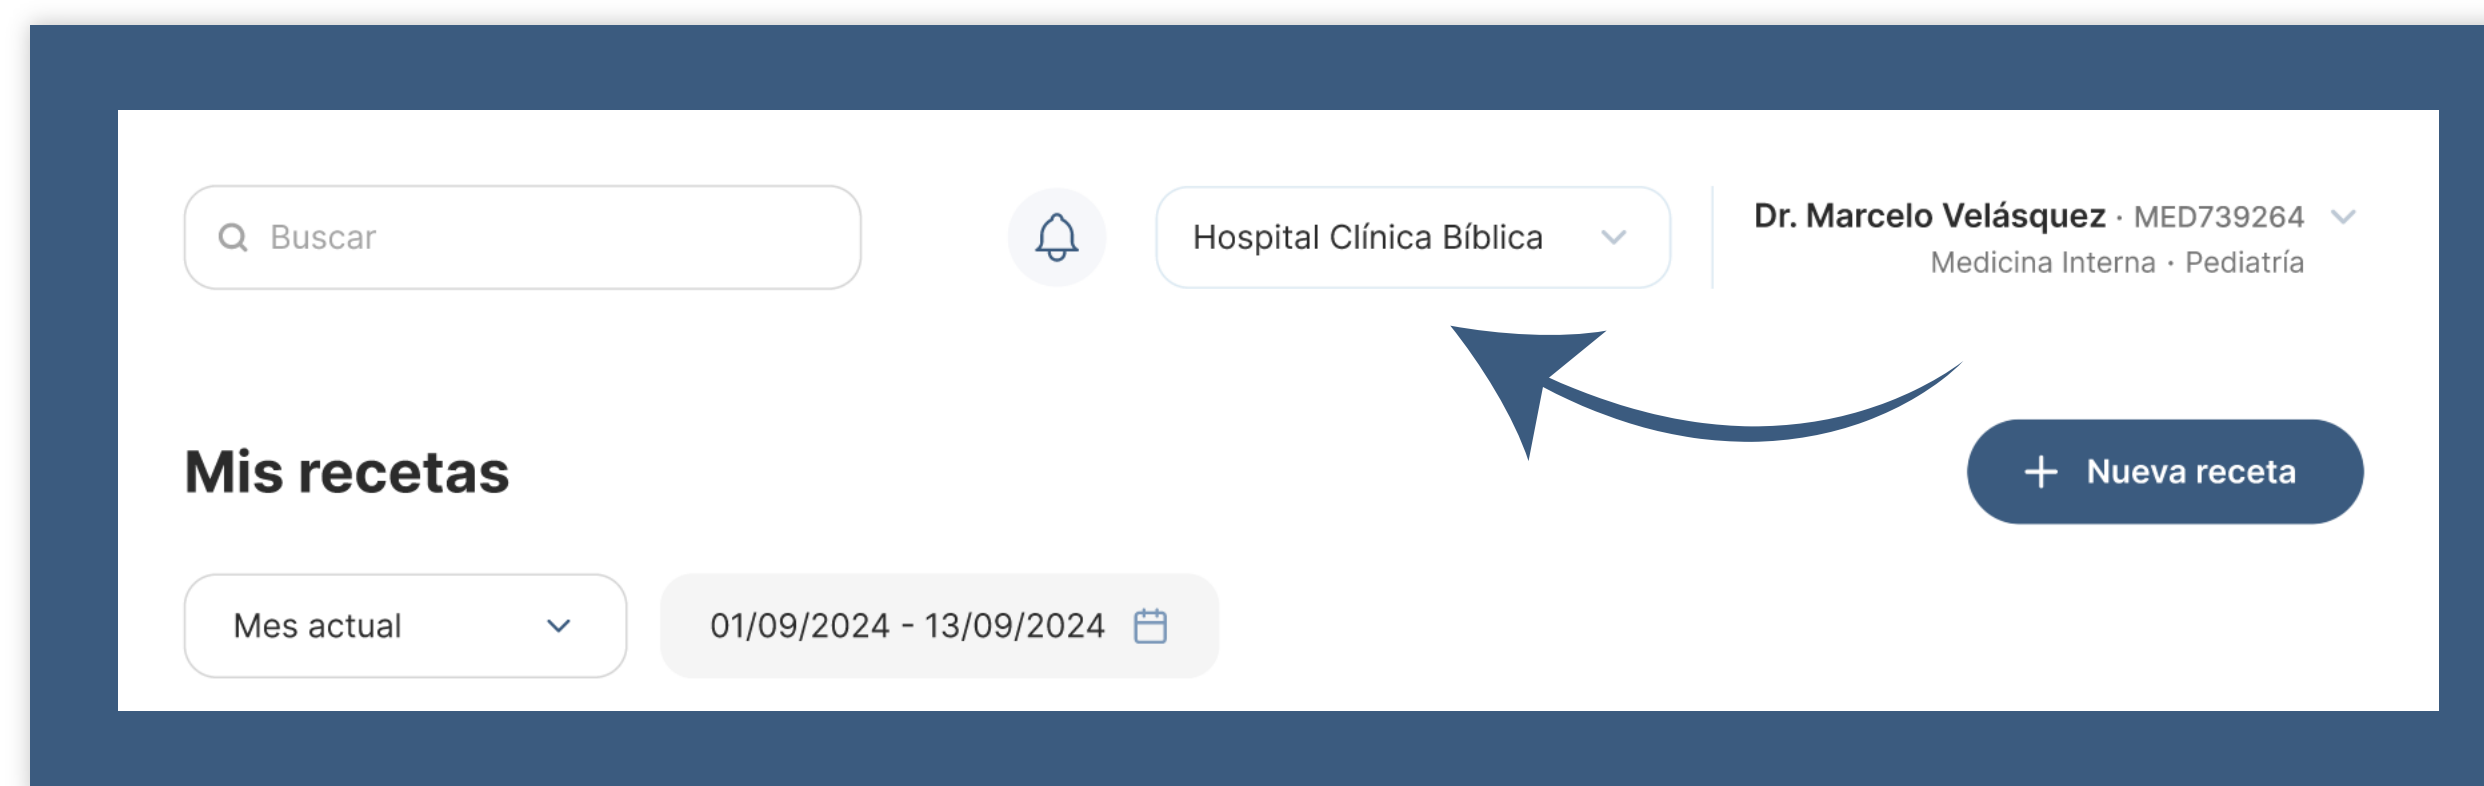 Buscar
Hospital Clínica Bíblica
Dr. Marcelo Velásquez · MED739264
Medicina Interna · Pediatría
Mis recetas
+ Nueva receta
Mes actual
01/09/2024 - 13/09/2024